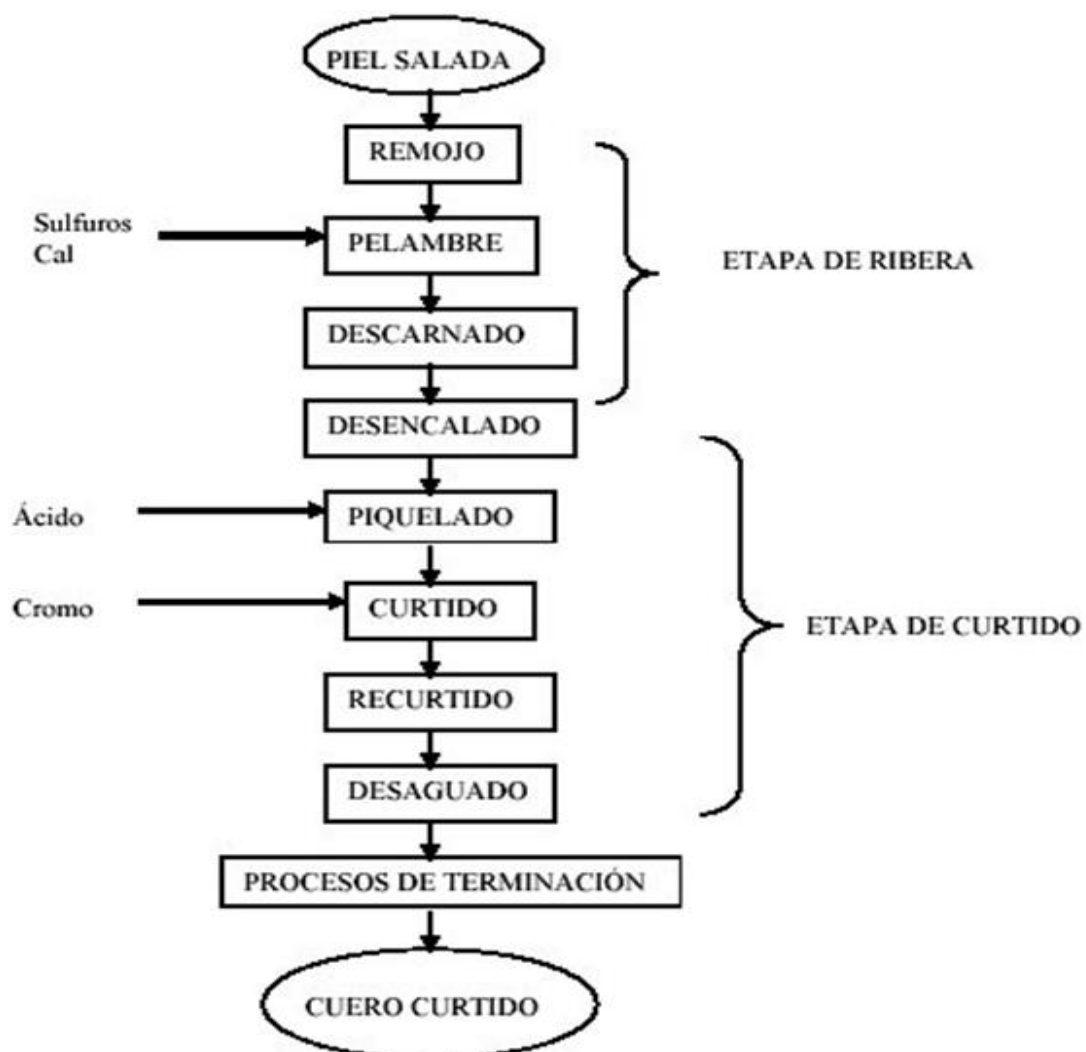 PIEL SALADA
REMOJO
Sulfuros
Cal
PELAMBRE
ETAPA DE RIBERA
DESCARNADO
DESENCALADO
Ácido
PIQUELADO
Cromo
CURTIDO
ETAPA DE CURTIDO
RECURTIDO
DESAGUADO
PROCESOS DE TERMINACIÓN
CUERO CURTIDO